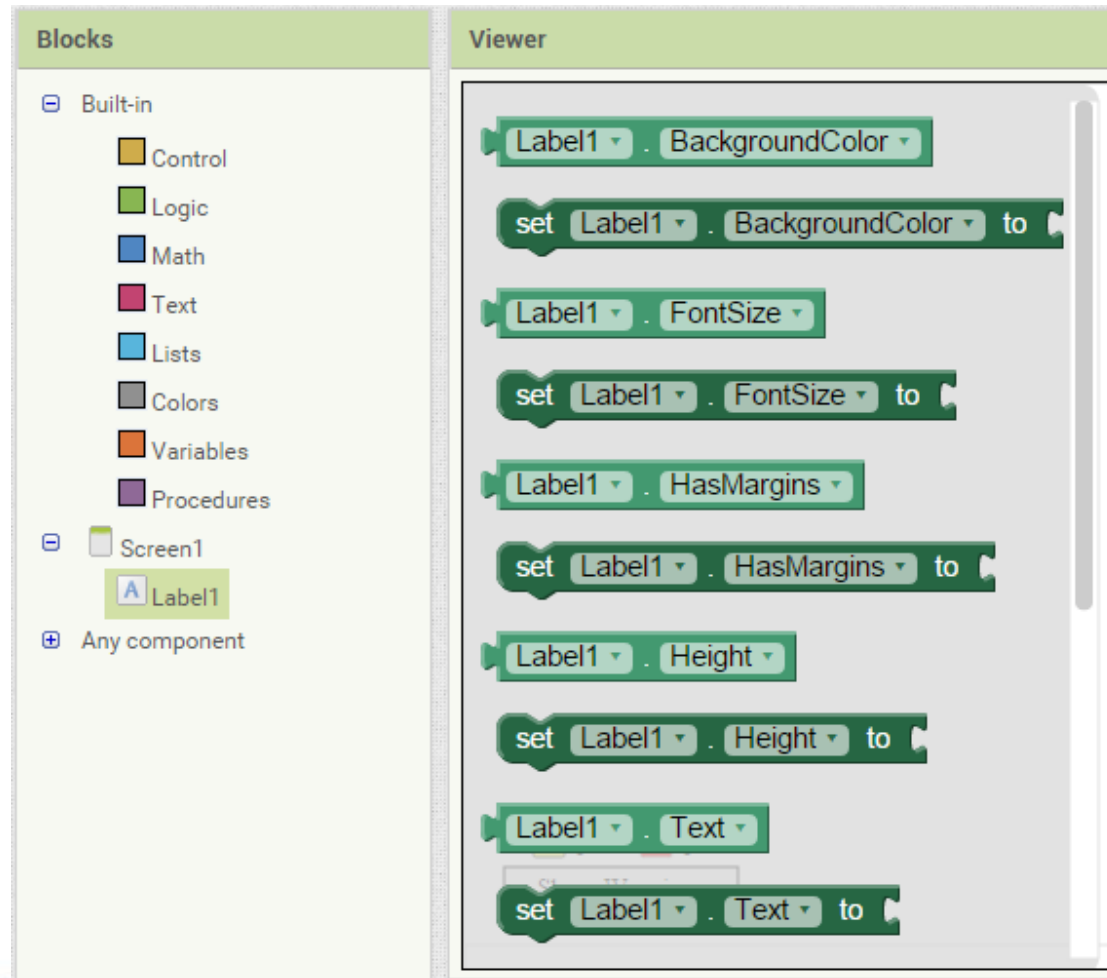 Blocks
Built-in
Control
Logic
Math
Text
Lists
Colors
Variables
Procedures
Screen1
A Label1
Any component
Viewer
Label1 . BackgroundColor
set Label1 . BackgroundColor to
Label1 . FontSize
set Label1 . FontSize to
Label1 . HasMargins
set Label1 . HasMargins to
Label1 . Height
set Label1 . Height to
Label1 . Text
set Label1 . Text to